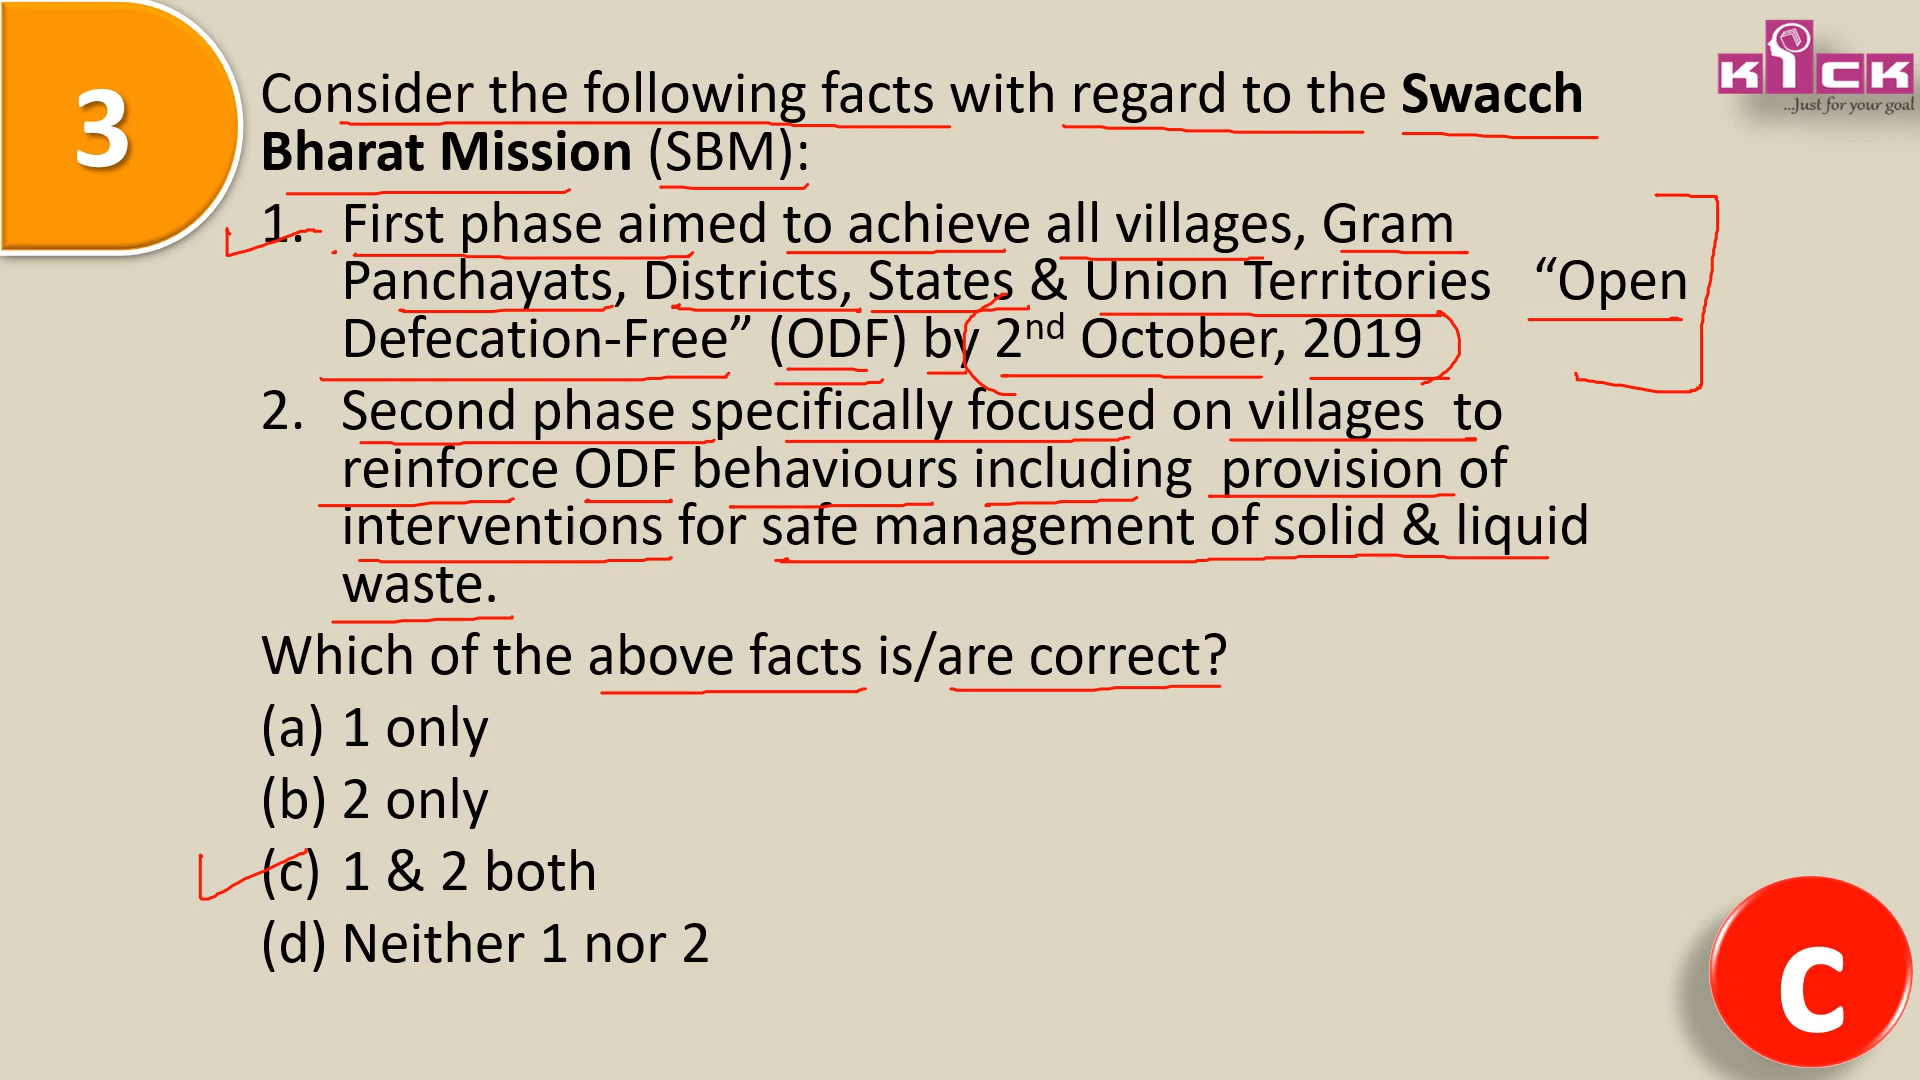 3
KICK
...Just for your goal
Consider the following facts with regard to the Swacch
Bharat Mission (SBM):
1. First phase aimed to achieve all villages, Gram
Panchayats, Districts, States & Union Territories “Open
Defecation-Free” (ODF) by 2nd October, 2019
2. Second phase specifically focused on villages to
reinforce ODF behaviours including provision of
interventions for safe management of solid & liquid
waste.
Which of the above facts is/are correct?
(a) 1 only
(b) 2 only
(c) 1 & 2 both
(d) Neither 1 nor 2
C